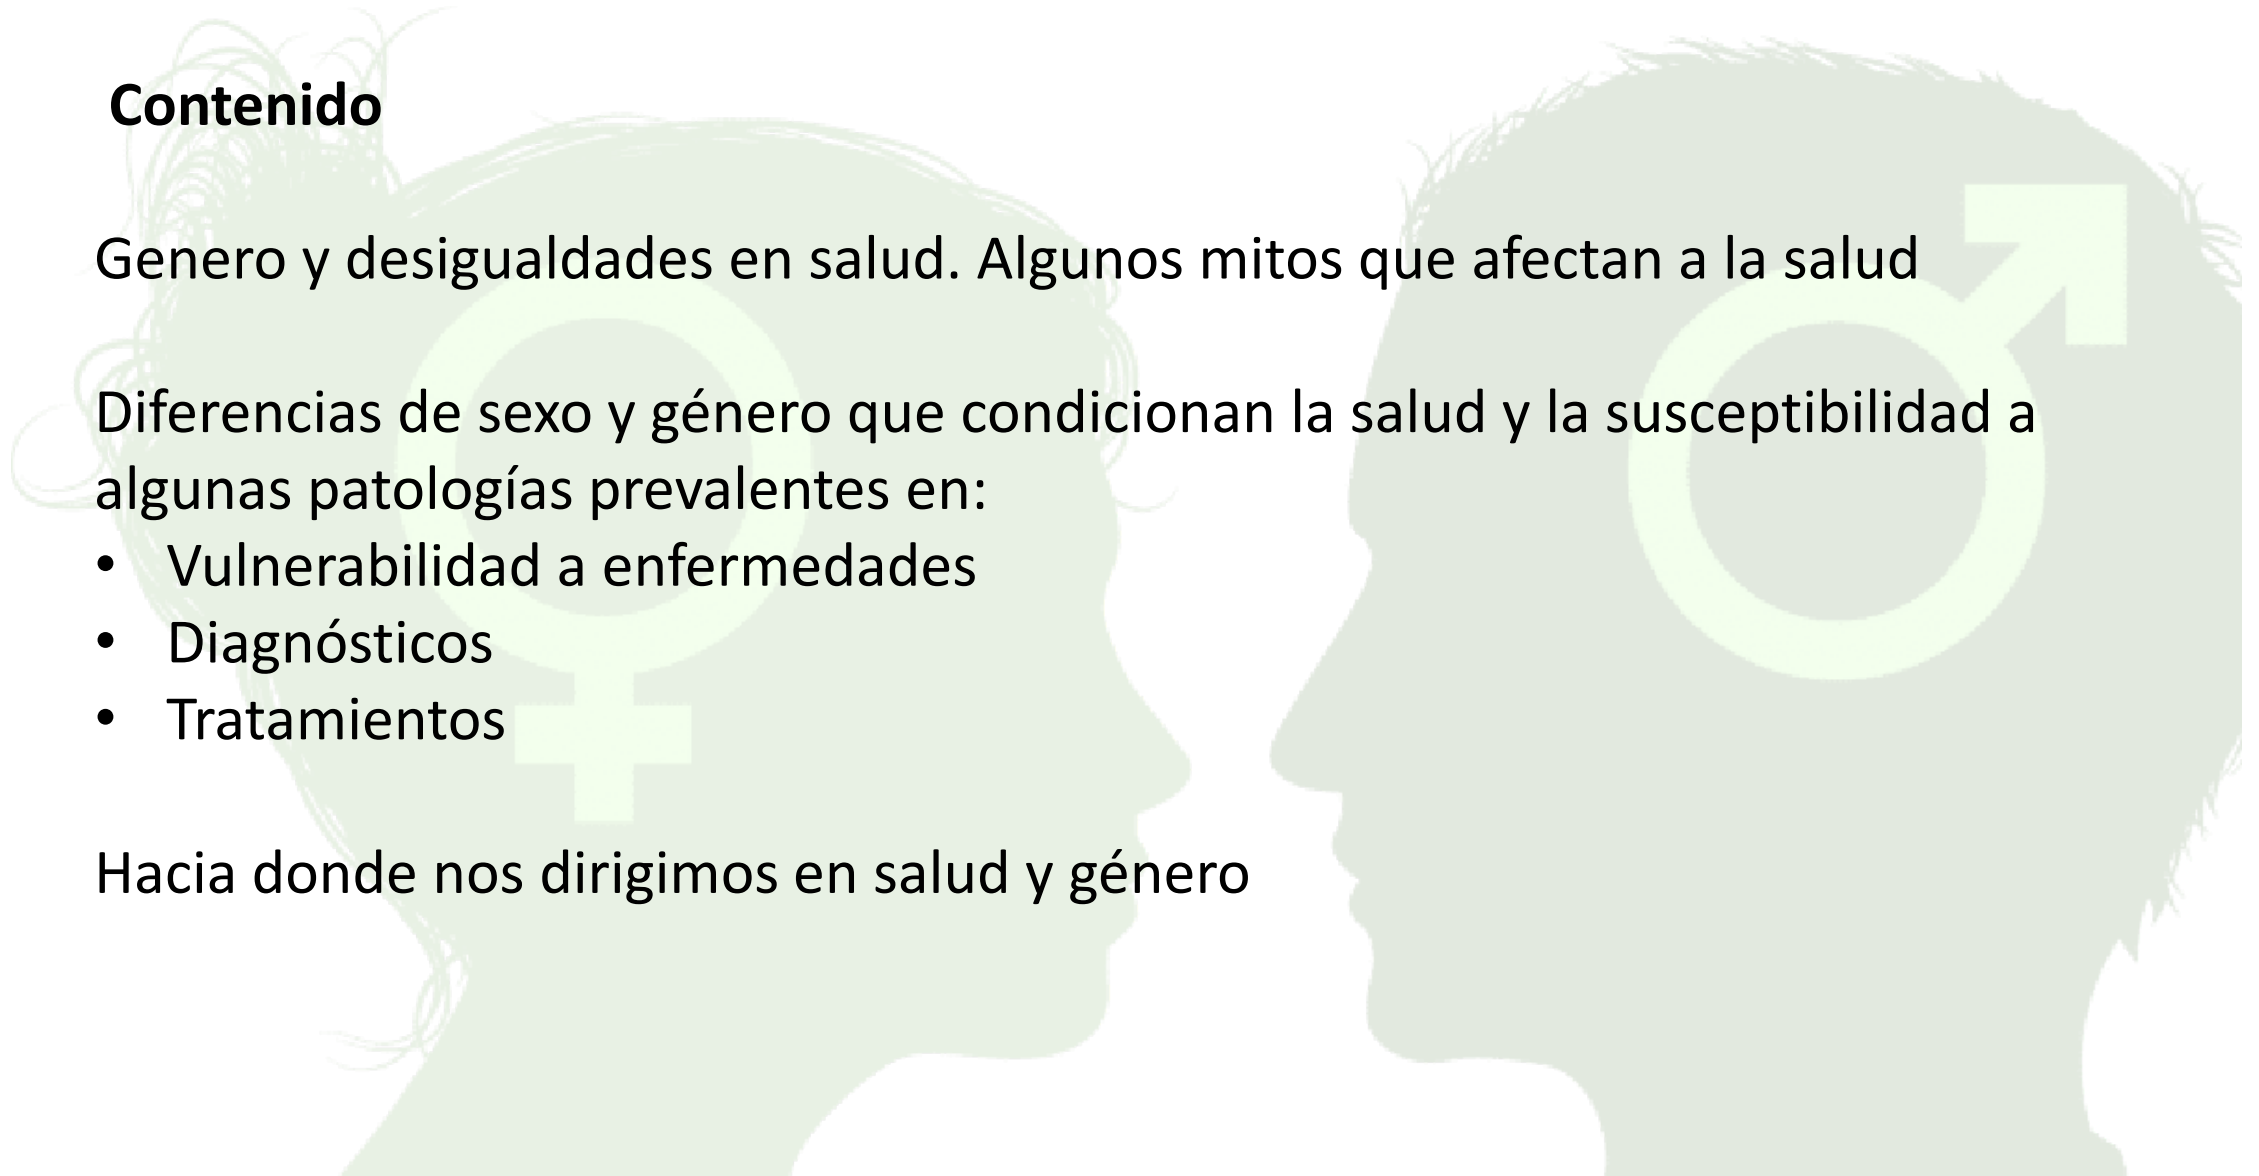 Contenido
Genero y desigualdades en salud. Algunos mitos que afectan a la salud
Diferencias de sexo y género que condicionan la salud y la susceptibilidad a
algunas patologías prevalentes en:
• Vulnerabilidad a enfermedades
• Diagnósticos
• Tratamientos
Hacia donde nos dirigimos en salud y género